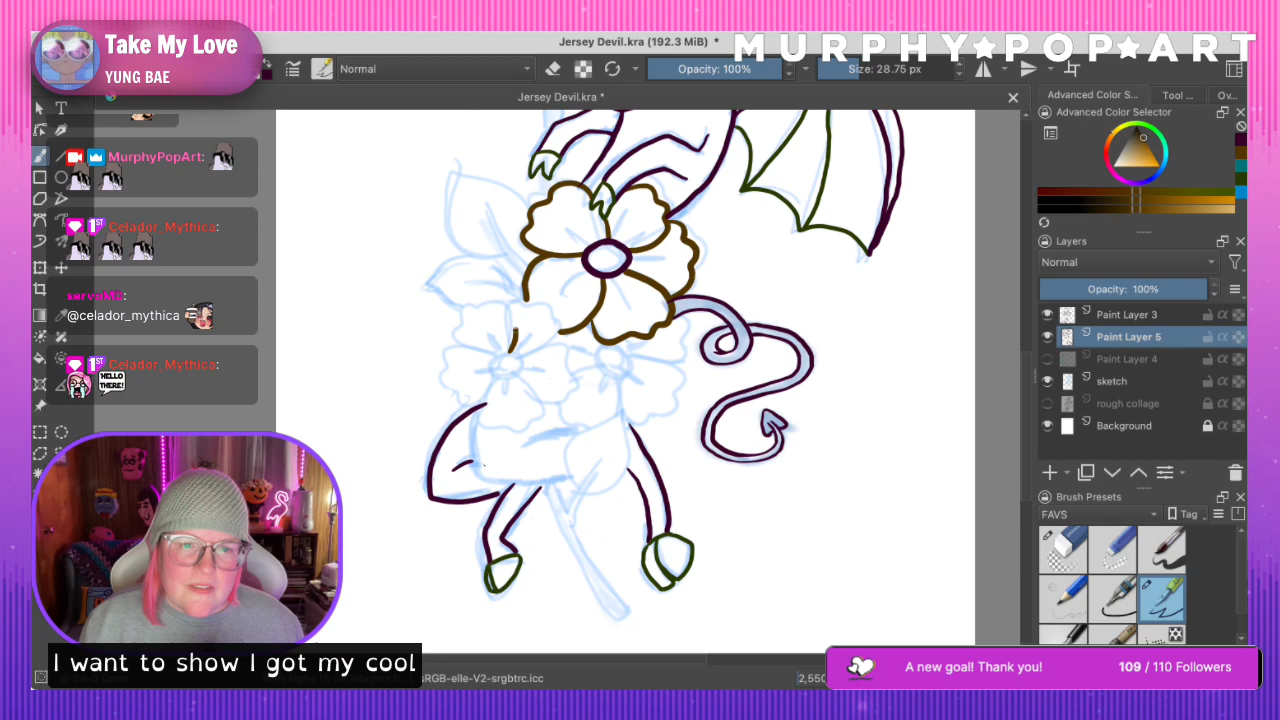 Take My Love
YUNG BAE
MURPHY★POP★ART
Jersey Devil.kra (192.3 MiB) *
Normal
Opacity: 100%
Size: 28.75 px
Jersey Devil.kra *
Advanced Color S...
Tool ...
Ov...
Advanced Color Selector
MurphyPopArt:
1ST Celador_Mythica:
@celador_mythica
1ST Celador_Mythica:
HELLO THERE!
Layers
Normal
Opacity: 100%
Paint Layer 3
Paint Layer 5
Paint Layer 4
sketch
rough collage
Background
Brush Presets
FAVS
Tag
I want to show I got my cool
sRGB-elle-V2-srgbtrc.icc
2,550
A new goal! Thank you!
109 / 110 Followers